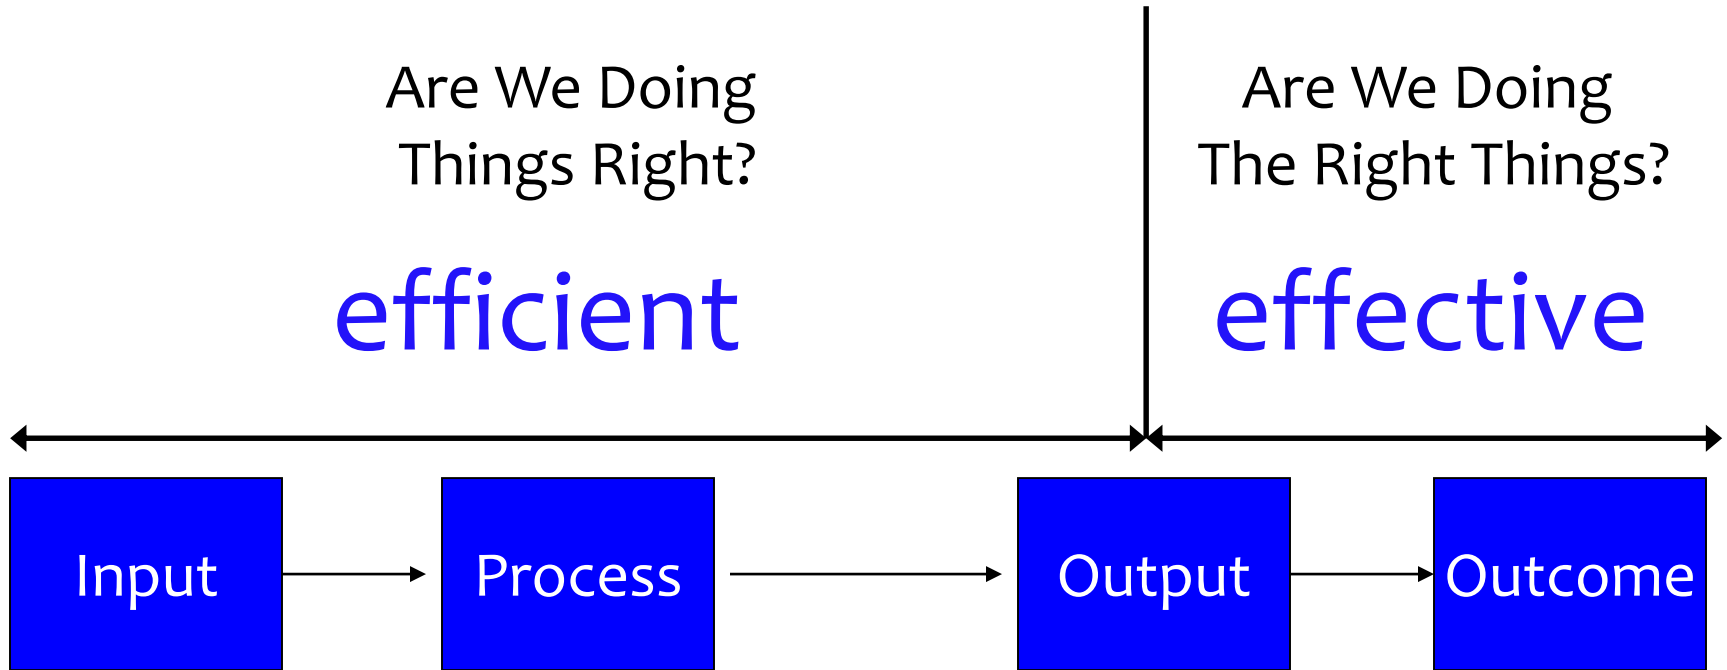 Are We Doing
Things Right?
Are We Doing
The Right Things?
efficient
effective
Input
Process
Output
Outcome